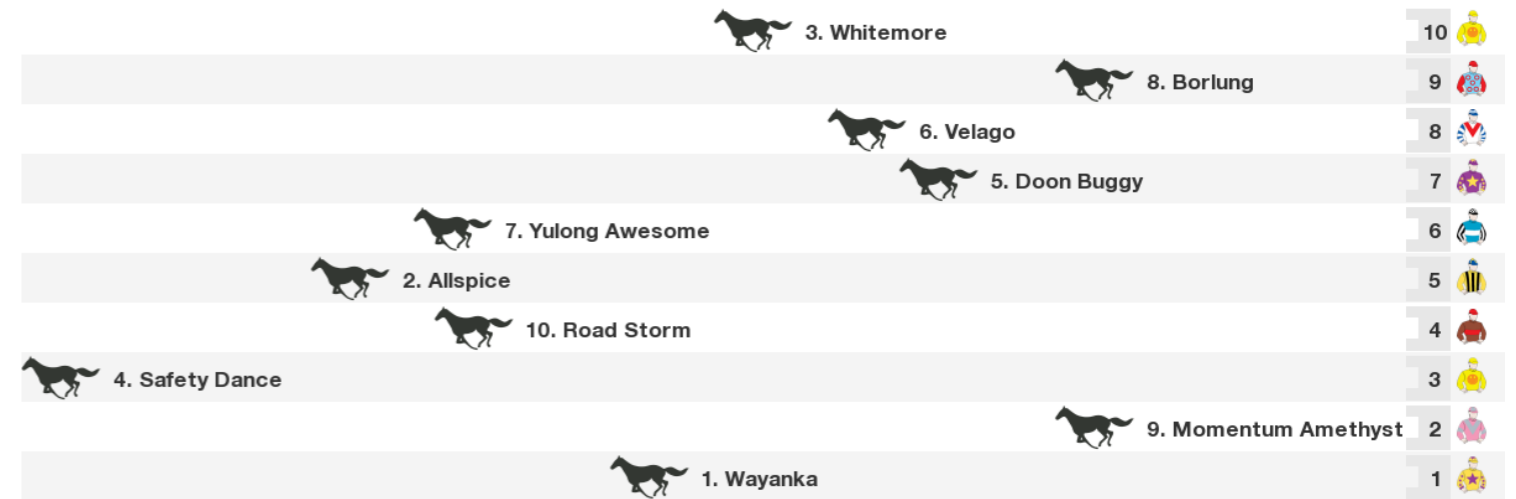 3. Whitemore 10
8. Borlung 9
6. Velago 8
5. Doon Buggy 7
7. Yulong Awesome 6
2. Allspice 5
10. Road Storm 4
4. Safety Dance 3
9. Momentum Amethyst 2
1. Wayanka 1